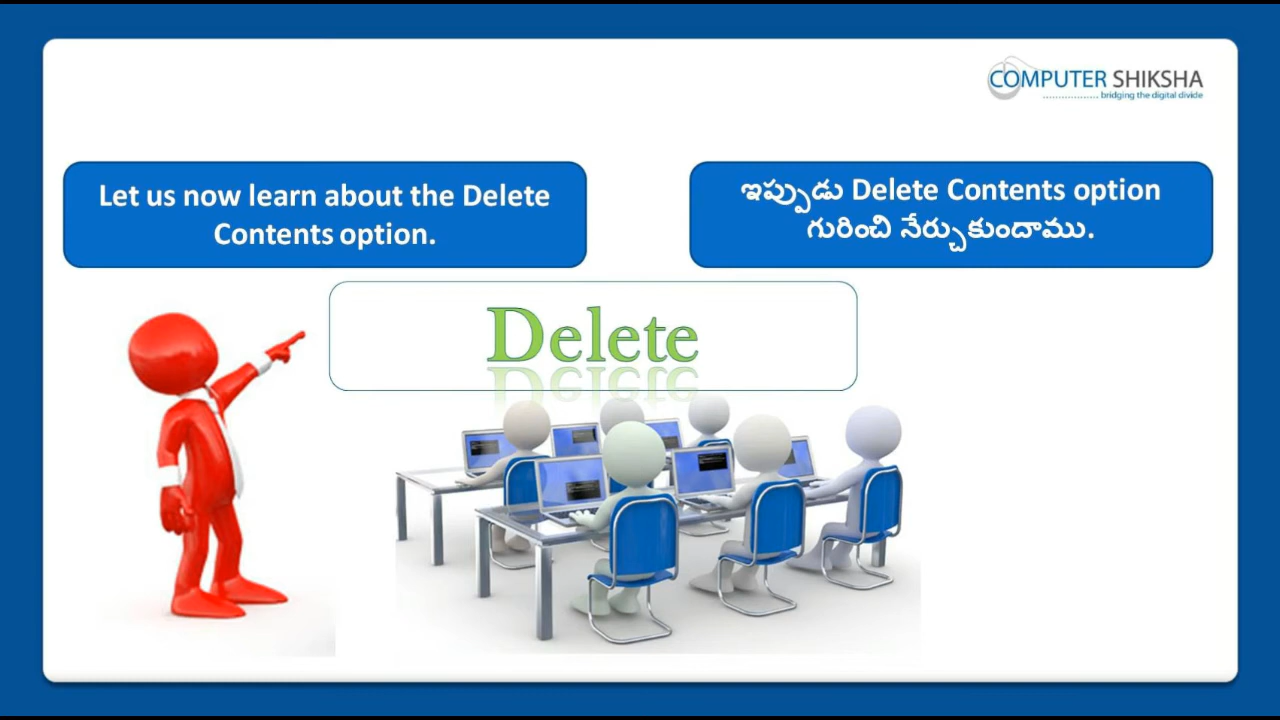 COMPUTER SHIKSHA
bridging the digital divide
Let us now learn about the Delete
Contents option.
ఇప్పుడు Delete Contents option
గురించి నేర్చుకుందాము.
Delete